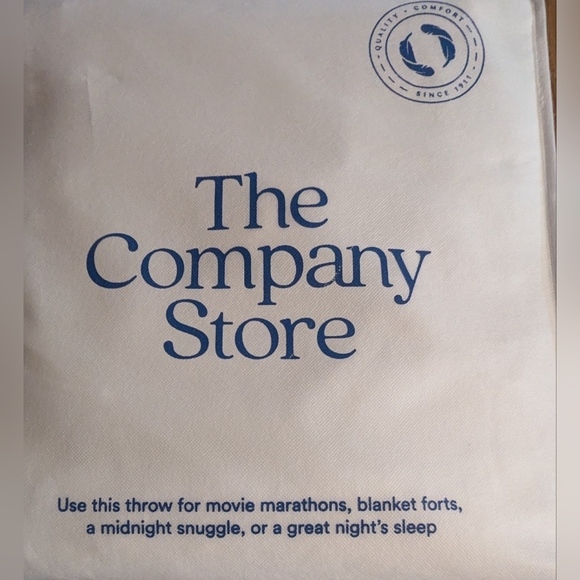 QUALITY - COMFORT
SINCE 1911
The
Company
Store
Use this throw for movie marathons, blanket forts,
a midnight snuggle, or a great night's sleep